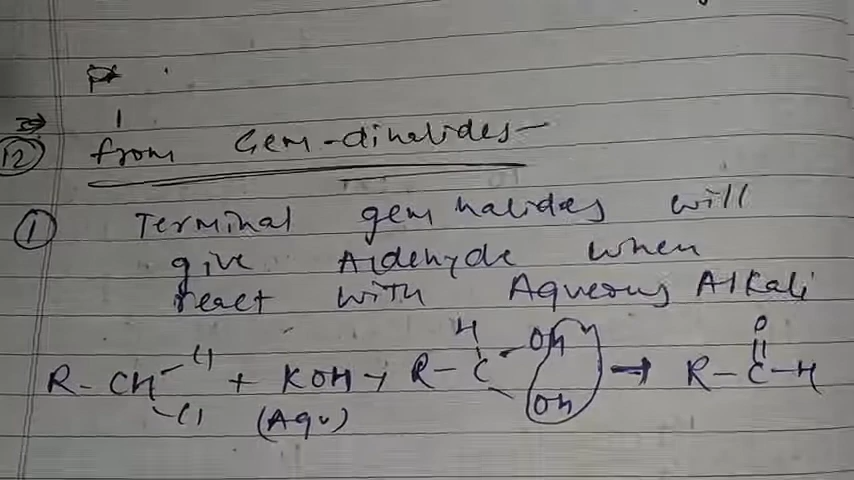 (12) from Gem-dihalides-
(1) Terminal gem halides will
give Aldehyde when
react with Aqueous Alkali
R-CH-Cl -Cl + KOH (Aqu) → R-C H OH OH → R-C-H O